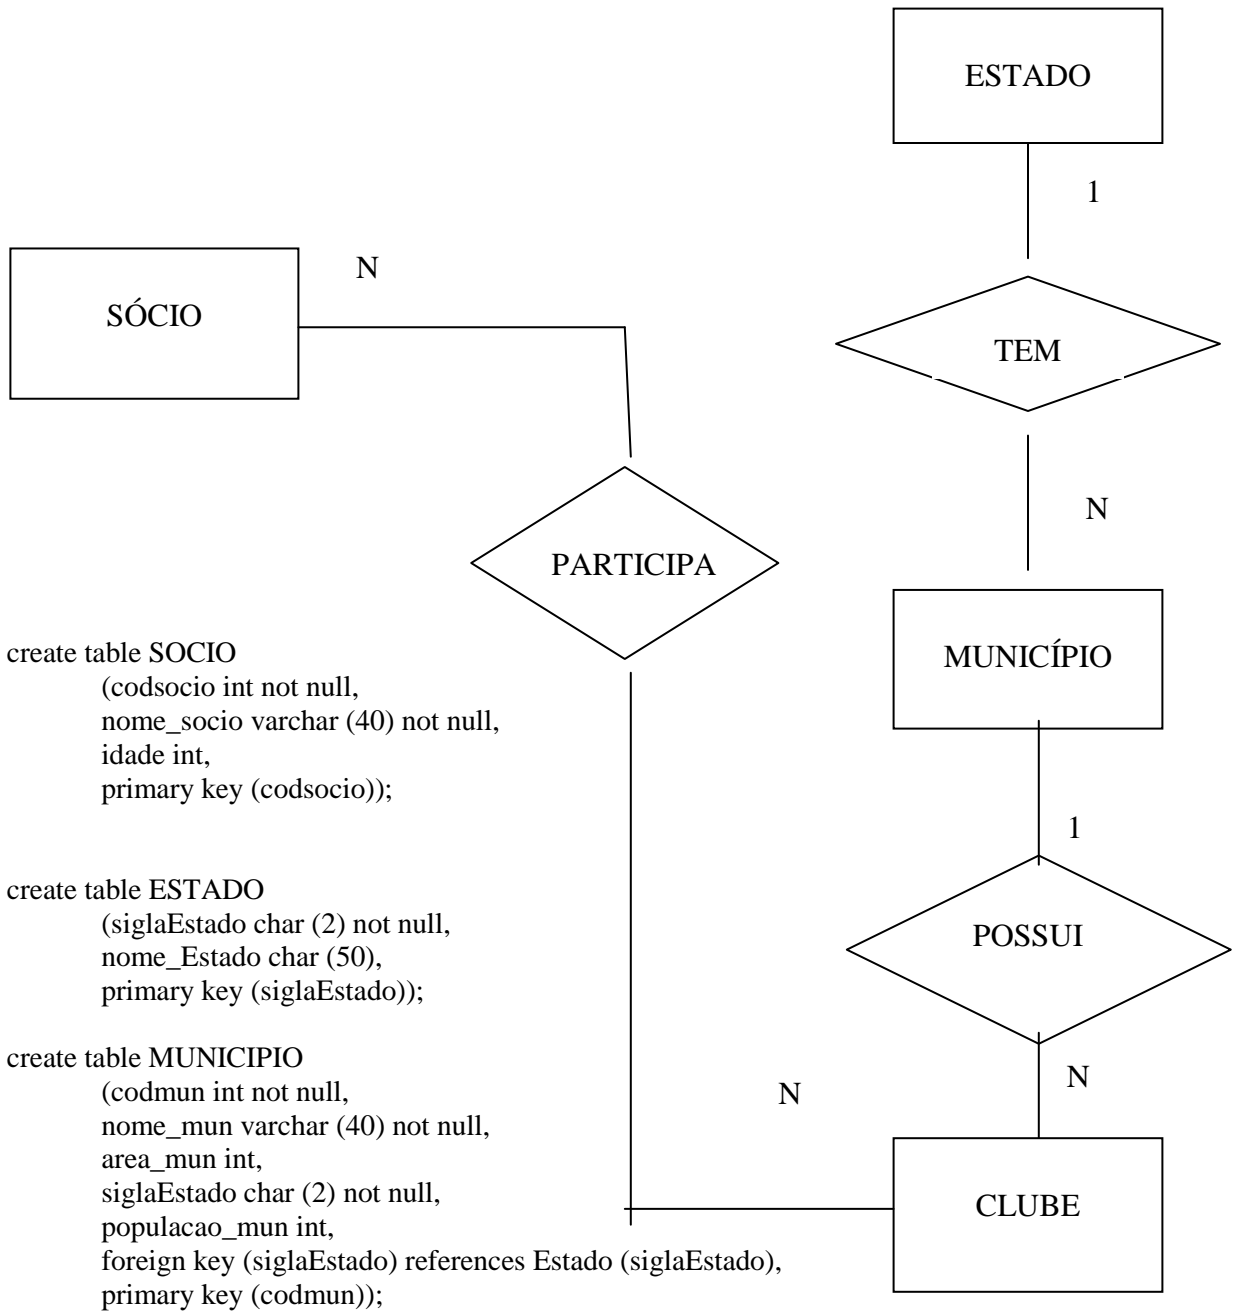 ESTADO
1
N
SÓCIO
TEM
N
PARTICIPA
MUNICÍPIO
create table SOCIO
(codsocio int not null,
nome_socio varchar (40) not null,
idade int,
primary key (codsocio));
1
create table ESTADO
(siglaEstado char (2) not null,
nome_Estado char (50),
primary key (siglaEstado));
POSSUI
create table MUNICIPIO
(codmun int not null,
nome_mun varchar (40) not null,
area_mun int,
siglaEstado char (2) not null,
populacao_mun int,
foreign key (siglaEstado) references Estado (siglaEstado),
primary key (codmun));
N
N
CLUBE